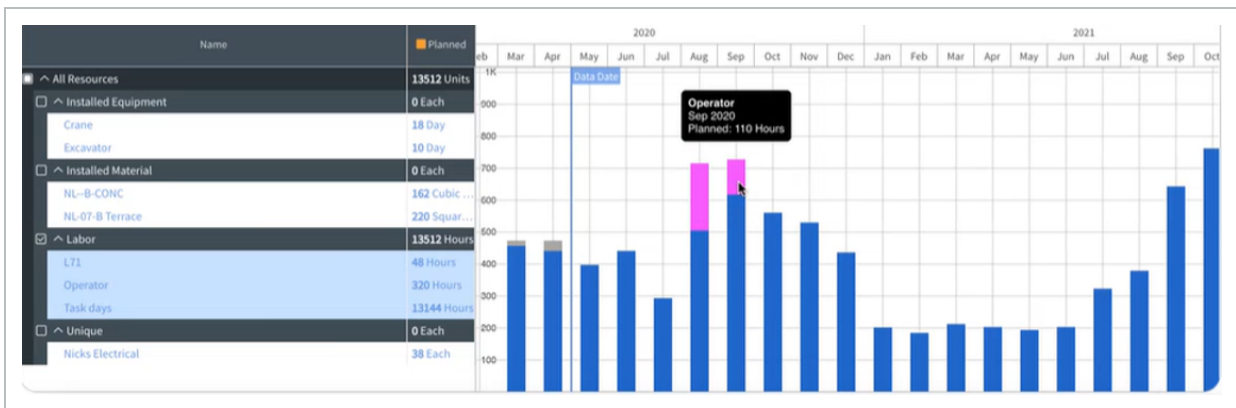 Name Planned
2020 2021
eb Mar Apr May Jun Jul Aug Sep Oct Nov Dec Jan Feb Mar Apr May Jun Jul Aug Sep Oct
All Resources 13512 Units
Installed Equipment 0 Each
Crane 18 Day
Excavator 10 Day
Installed Material 0 Each
NL--B-CONC 162 Cubic ...
NL-07-B Terrace 220 Squar...
Labor 13512 Hours
L71 48 Hours
Operator 320 Hours
Task days 13144 Hours
Unique 0 Each
Nicks Electrical 38 Each
1K
900
800
700
600
500
400
300
200
100
Data Date
Operator
Sep 2020
Planned: 110 Hours